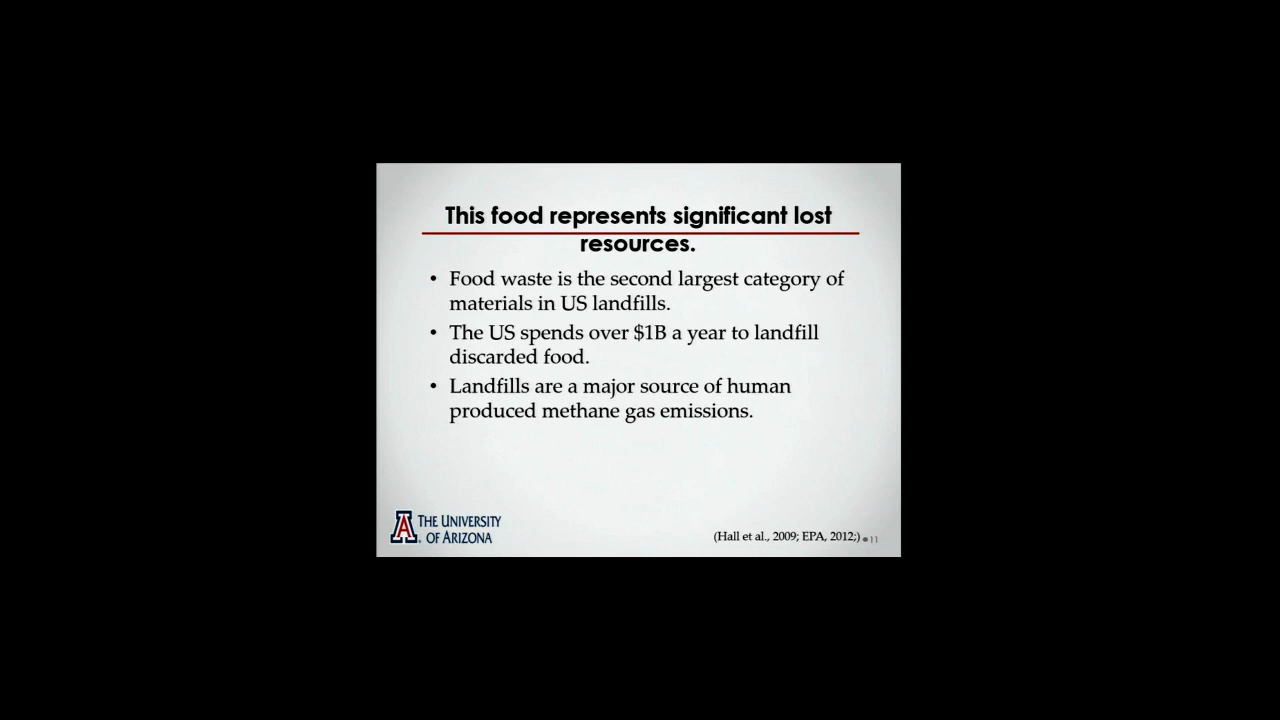 This food represents significant lost
resources.
• Food waste is the second largest category of
materials in US landfills.
• The US spends over $1B a year to landfill
discarded food.
• Landfills are a major source of human
produced methane gas emissions.
A THE UNIVERSITY
OF ARIZONA
(Hall et al., 2009; EPA, 2012;) 11